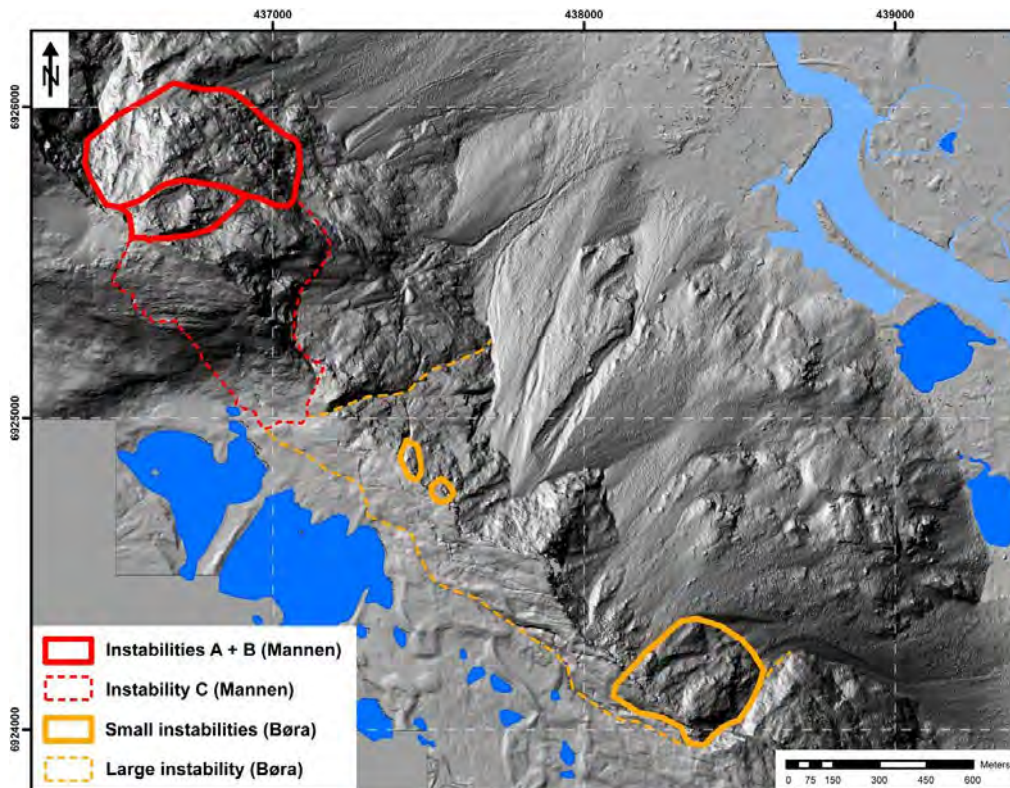 437000
438000
439000
N
6926000
6925000
6924000
Instabilities A + B (Mannen)
Instability C (Mannen)
Small instabilities (Børa)
Large instability (Børa)
Meters
0 75 150 300 450 600